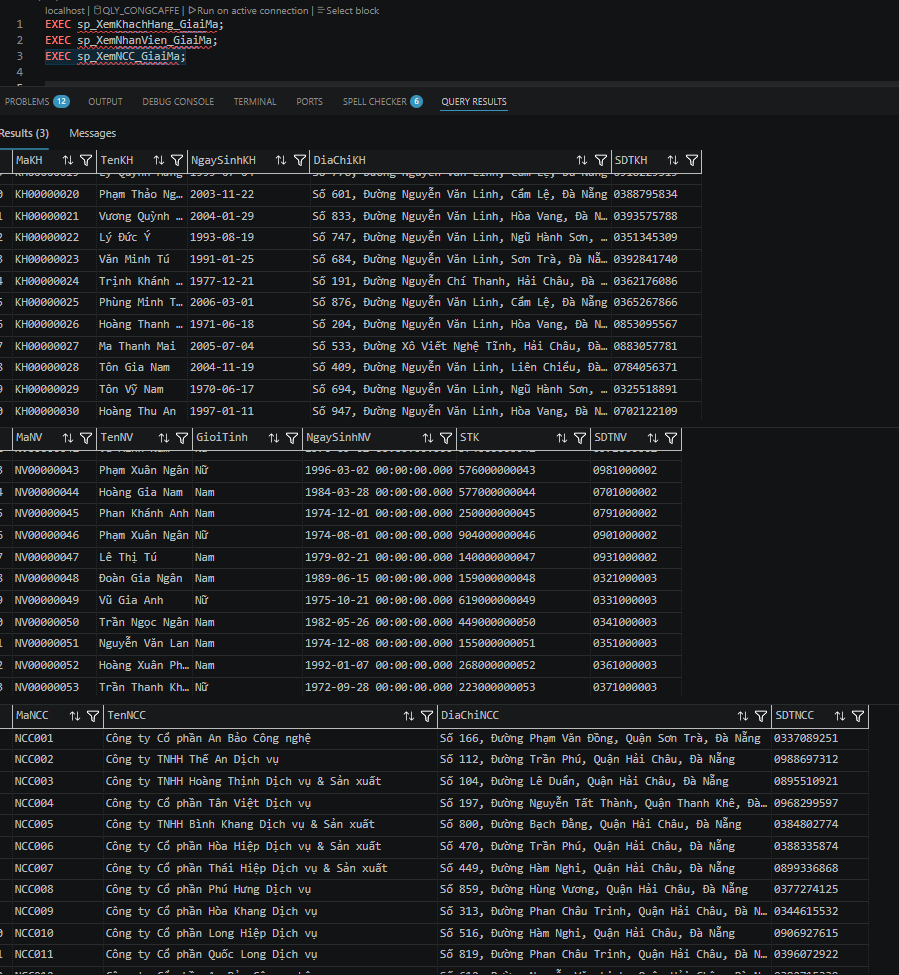 localhost | QLY_CONGCAFFE | Run on active connection | Select block
1 EXEC sp_XemKhachHang_GiaiMa;
2 EXEC sp_XemNhanVien_GiaiMa;
3 EXEC sp_XemNCC_GiaiMa;
4
PROBLEMS 12 OUTPUT DEBUG CONSOLE TERMINAL PORTS SPELL CHECKER 6 QUERY RESULTS
Results (3) Messages
MaKH TenKH NgaySinhKH DiaChiKH SDTKH
0 KH00000020 Phạm Thảo Ng… 2003-11-22 Số 601, Đường Nguyễn Văn Linh, Cẩm Lệ, Đà Nẵng 0388795834
1 KH00000021 Vương Quỳnh … 2004-01-29 Số 833, Đường Nguyễn Văn Linh, Hòa Vang, Đà N… 0393575788
2 KH00000022 Lý Đức Ý 1993-08-19 Số 747, Đường Nguyễn Văn Linh, Ngũ Hành Sơn, … 0351345309
3 KH00000023 Văn Minh Tú 1991-01-25 Số 684, Đường Nguyễn Văn Linh, Sơn Trà, Đà Nẵ… 0392841740
4 KH00000024 Trịnh Khánh … 1977-12-21 Số 191, Đường Nguyễn Chí Thanh, Hải Châu, Đà … 0362176086
5 KH00000025 Phùng Minh T… 2006-03-01 Số 876, Đường Nguyễn Văn Linh, Cẩm Lệ, Đà Nẵng 0365267866
6 KH00000026 Hoàng Thanh … 1971-06-18 Số 204, Đường Nguyễn Văn Linh, Hòa Vang, Đà N… 0853095567
7 KH00000027 Ma Thanh Mai 2005-07-04 Số 533, Đường Xô Viết Nghệ Tĩnh, Hải Châu, Đà… 0883057781
8 KH00000028 Tôn Gia Nam 2004-11-19 Số 409, Đường Nguyễn Văn Linh, Liên Chiểu, Đà… 0784056371
9 KH00000029 Tôn Vỹ Nam 1970-06-17 Số 694, Đường Nguyễn Văn Linh, Ngũ Hành Sơn, … 0325518891
0 KH00000030 Hoàng Thu An 1997-01-11 Số 947, Đường Nguyễn Văn Linh, Hòa Vang, Đà N… 0702122109
MaNV TenNV GioiTinh NgaySinhNV STK SDTNV
3 NV00000043 Phạm Xuân Ngân Nữ 1996-03-02 00:00:00.000 576000000043 0981000002
4 NV00000044 Hoàng Gia Nam Nam 1984-03-28 00:00:00.000 577000000044 0701000002
5 NV00000045 Phan Khánh Anh Nam 1974-12-01 00:00:00.000 250000000045 0791000002
6 NV00000046 Phạm Xuân Ngân Nữ 1974-08-01 00:00:00.000 904000000046 0901000002
7 NV00000047 Lê Thị Tú Nam 1979-02-21 00:00:00.000 140000000047 0931000002
8 NV00000048 Đoàn Gia Ngân Nam 1989-06-15 00:00:00.000 159000000048 0321000003
9 NV00000049 Vũ Gia Anh Nữ 1975-10-21 00:00:00.000 619000000049 0331000003
0 NV00000050 Trần Ngọc Ngân Nam 1982-05-26 00:00:00.000 449000000050 0341000003
1 NV00000051 Nguyễn Văn Lan Nam 1974-12-08 00:00:00.000 155000000051 0351000003
2 NV00000052 Hoàng Xuân Ph… Nam 1992-01-07 00:00:00.000 268000000052 0361000003
3 NV00000053 Trần Thanh Kh… Nữ 1972-09-28 00:00:00.000 223000000053 0371000003
MaNCC TenNCC DiaChiNCC SDTNCC
NCC001 Công ty Cổ phần An Bảo Công nghệ Số 166, Đường Phạm Văn Đồng, Quận Sơn Trà, Đà Nẵng 0337089251
NCC002 Công ty TNHH Thế An Dịch vụ Số 112, Đường Trần Phú, Quận Hải Châu, Đà Nẵng 0988697312
NCC003 Công ty TNHH Hoàng Thịnh Dịch vụ & Sản xuất Số 104, Đường Lê Duẩn, Quận Hải Châu, Đà Nẵng 0895510921
NCC004 Công ty Cổ phần Tân Việt Dịch vụ Số 197, Đường Nguyễn Tất Thành, Quận Thanh Khê, Đà… 0968299597
NCC005 Công ty TNHH Bình Khang Dịch vụ & Sản xuất Số 800, Đường Bạch Đằng, Quận Hải Châu, Đà Nẵng 0384802774
NCC006 Công ty Cổ phần Hòa Hiệp Dịch vụ & Sản xuất Số 470, Đường Trần Phú, Quận Hải Châu, Đà Nẵng 0388335874
NCC007 Công ty Cổ phần Thái Hiệp Dịch vụ & Sản xuất Số 449, Đường Hàm Nghi, Quận Hải Châu, Đà Nẵng 0899336868
NCC008 Công ty Cổ phần Phú Hưng Dịch vụ Số 859, Đường Hùng Vương, Quận Hải Châu, Đà Nẵng 0377274125
NCC009 Công ty Cổ phần Hòa Khang Dịch vụ Số 313, Đường Phan Châu Trinh, Quận Hải Châu, Đà N… 0344615532
NCC010 Công ty Cổ phần Long Hiệp Dịch vụ Số 516, Đường Hàm Nghi, Quận Hải Châu, Đà Nẵng 0906927615
NCC011 Công ty Cổ phần Quốc Long Dịch vụ Số 819, Đường Phan Châu Trinh, Quận Hải Châu, Đà N… 0396072922